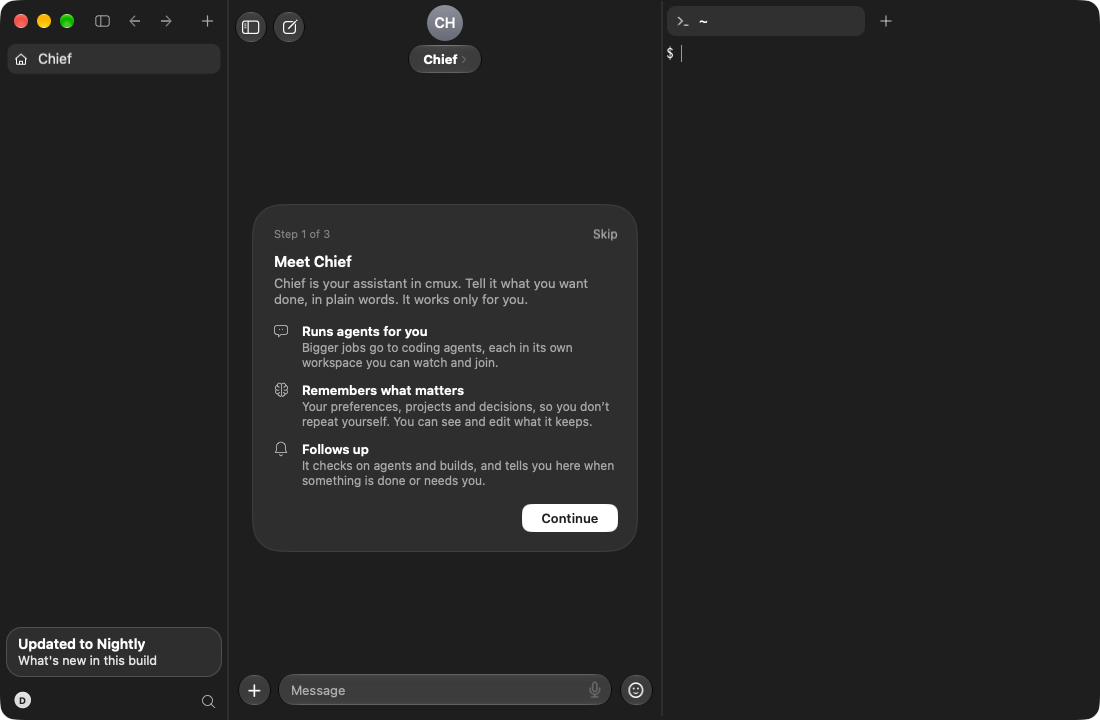 Chief
CH
Chief
~
$
Step 1 of 3
Skip
Meet Chief
Chief is your assistant in cmux. Tell it what you want
done, in plain words. It works only for you.
Runs agents for you
Bigger jobs go to coding agents, each in its own
workspace you can watch and join.
Remembers what matters
Your preferences, projects and decisions, so you don't
repeat yourself. You can see and edit what it keeps.
Follows up
It checks on agents and builds, and tells you here when
something is done or needs you.
Continue
Updated to Nightly
What's new in this build
D
Message